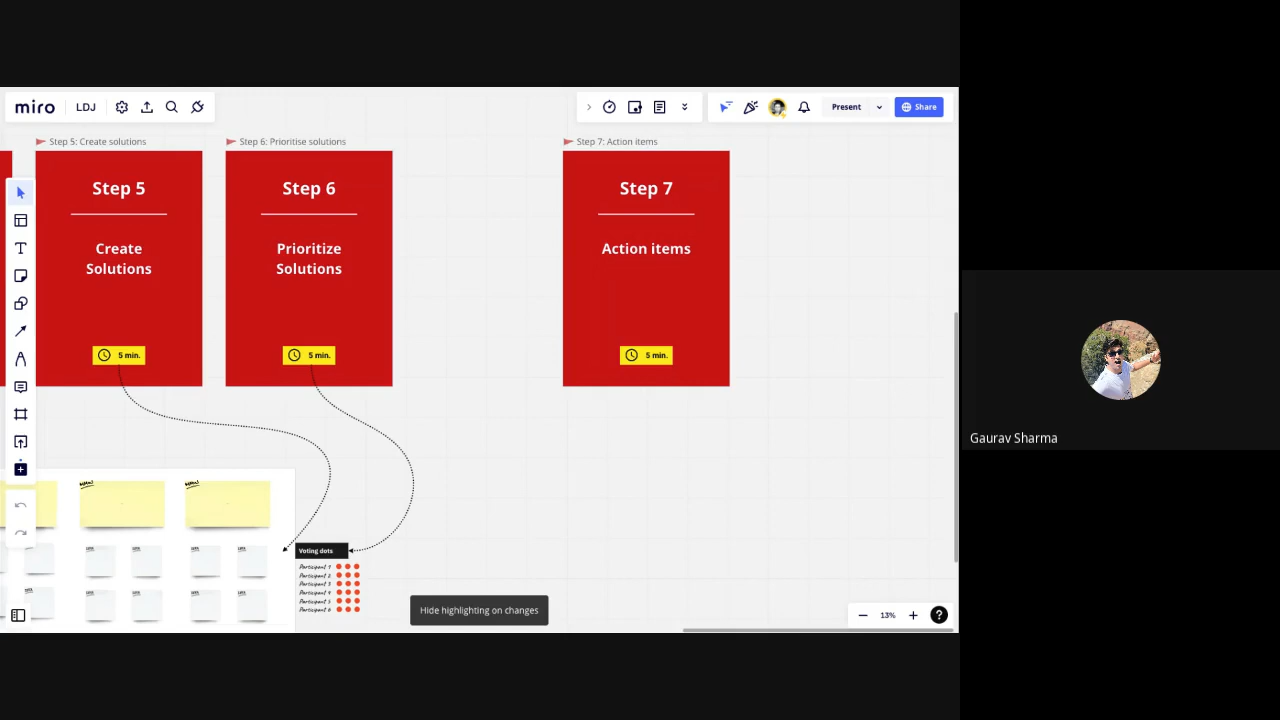 miro LDJ Present Share
Step 5: Create solutions
Step 6: Prioritise solutions
Step 7: Action items
Step 5
Create
Solutions
5 min.
Step 6
Prioritize
Solutions
5 min.
Step 7
Action items
5 min.
Voting dots
Participant 1
Participant 2
Participant 3
Participant 4
Participant 5
Participant 6
Hide highlighting on changes
13%
Gaurav Sharma